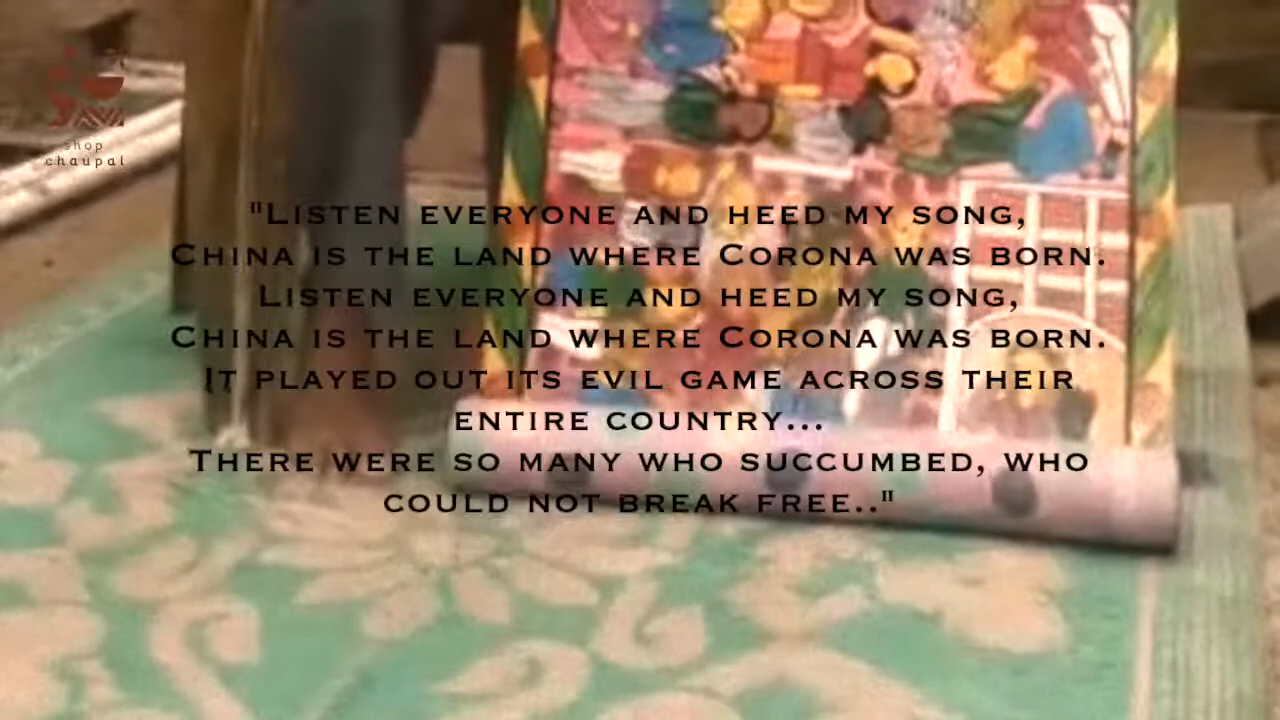 shop
chaupal
"Listen everyone and heed my song,
China is the land where Corona was born.
Listen everyone and heed my song,
China is the land where Corona was born.
It played out its evil game across their
entire country...
There were so many who succumbed, who
could not break free.."